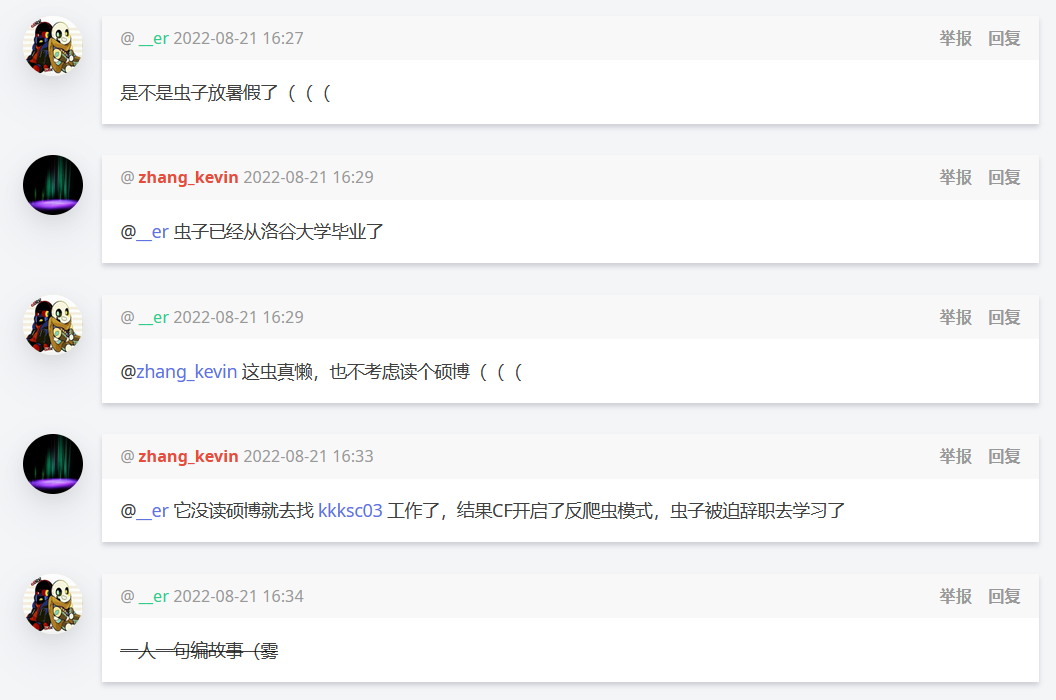 @ __er 2022-08-21 16:27 举报 回复
是不是虫子放暑假了（（（
@ zhang_kevin 2022-08-21 16:29 举报 回复
@__er 虫子已经从洛谷大学毕业了
@ __er 2022-08-21 16:29 举报 回复
@zhang_kevin 这虫真懒，也不考虑读个硕博（（（
@ zhang_kevin 2022-08-21 16:33 举报 回复
@__er 它没读硕博就去找 kkksc03 工作了，结果CF开启了反爬虫模式，虫子被迫辞职去学习了
@ __er 2022-08-21 16:34 举报 回复
一人一句编故事（雾